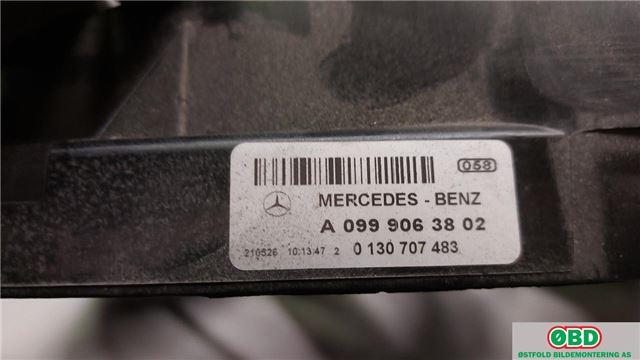 058
MERCEDES - BENZ
A 099 906 38 02
210526 10:13:47 2 0 130 707 483
ØBD
ØSTFOLD BILDEMONTERING AS